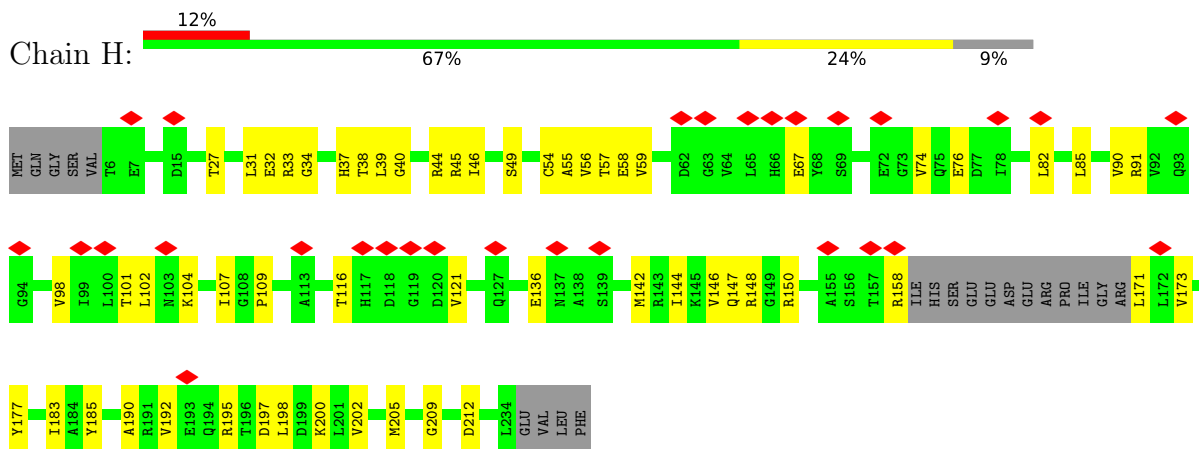 12%
Chain H:
67% 24% 9%
MET GLN GLY SER VAL T6 E7 D15 T27 L31 E32 R33 G34 H37 T38 L39 G40 R44 R45 I46 S49 C54 A55 V56 T57 E58 V59 D62 G63 V64 L65 H66 E67 Y68 S69 E72 G73 V74 Q75 E76 D77 I78 L82 L85 V90 R91 V92 Q93
G94 V98 I99 L100 T101 L102 N103 K104 I107 G108 P109 A113 T116 H117 D118 G119 D120 V121 Q127 E136 N137 A138 S139 M142 R143 I144 K145 V146 Q147 R148 G149 R150 A155 S156 T157 R158 ILE HIS SER GLU GLU ASP GLU ARG PRO ILE GLY ARG L171 L172 V173
Y177 I183 A184 Y185 A190 R191 V192 E193 Q194 R195 T196 D197 L198 D199 K200 L201 V202 M205 G209 D212 L234 GLU VAL LEU PHE